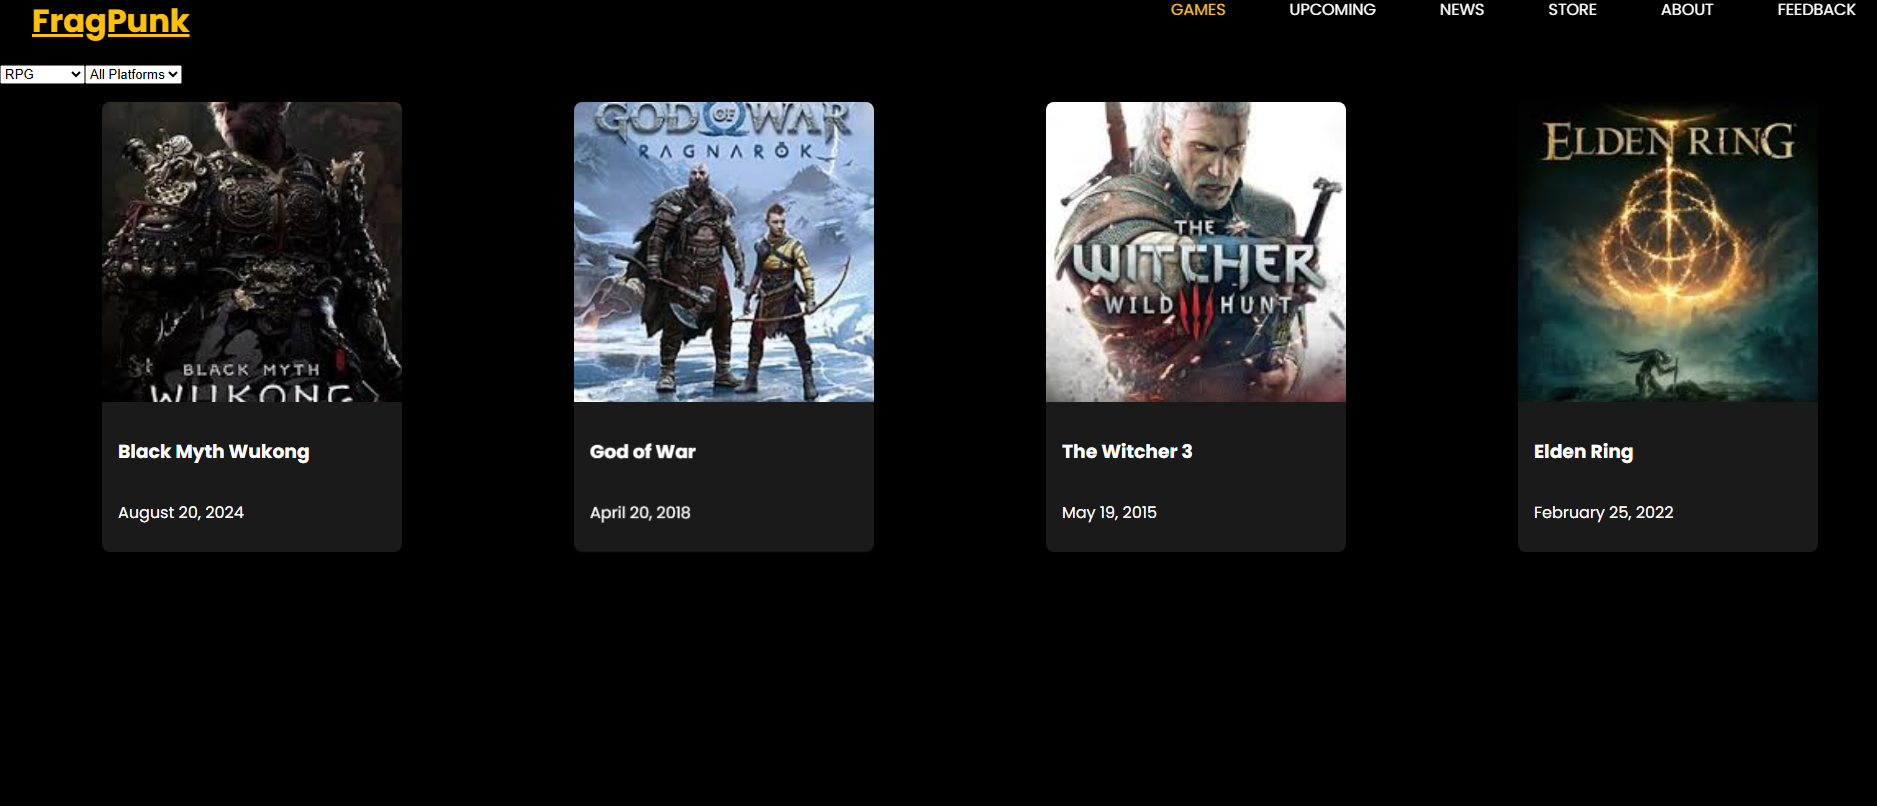 FragPunk
GAMES UPCOMING NEWS STORE ABOUT FEEDBACK
RPG All Platforms
BLACK MYTH
WUKONG
GOD OF WAR
RAGNARÖK
THE
WITCHER
WILD III HUNT
ELDEN RING
Black Myth Wukong
August 20, 2024
God of War
April 20, 2018
The Witcher 3
May 19, 2015
Elden Ring
February 25, 2022